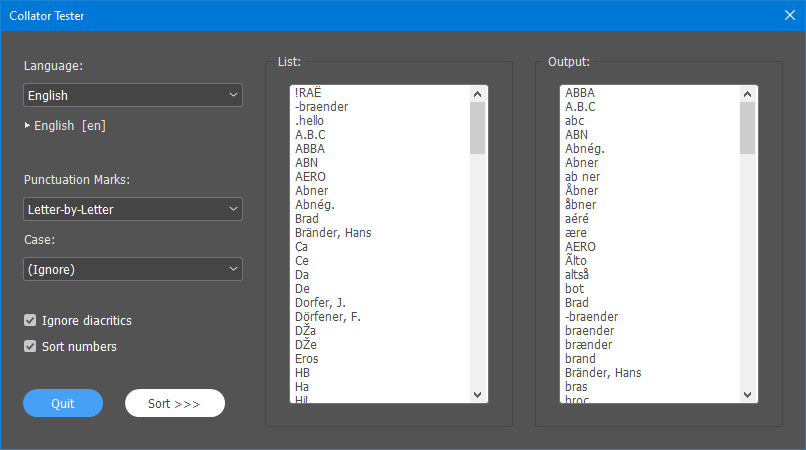 Collator Tester
Language:
English
English [en]
Punctuation Marks:
Letter-by-Letter
Case:
(Ignore)
Ignore diacritics
Sort numbers
Quit
Sort >>>
List:
!RAË
-braender
.hello
A.B.C
ABBA
ABN
AERO
Abner
Abnég.
Brad
Bränder, Hans
Ca
Ce
Da
De
Dorfer, J.
Dörfener, F.
DŽa
DŽe
Eros
HB
Ha
Hil
Output:
ABBA
A.B.C
abc
ABN
Abnég.
Abner
ab ner
Åbner
åbner
aéré
ære
AERO
Ãlto
altså
bot
Brad
-braender
braender
brænder
brand
Bränder, Hans
bras
broc